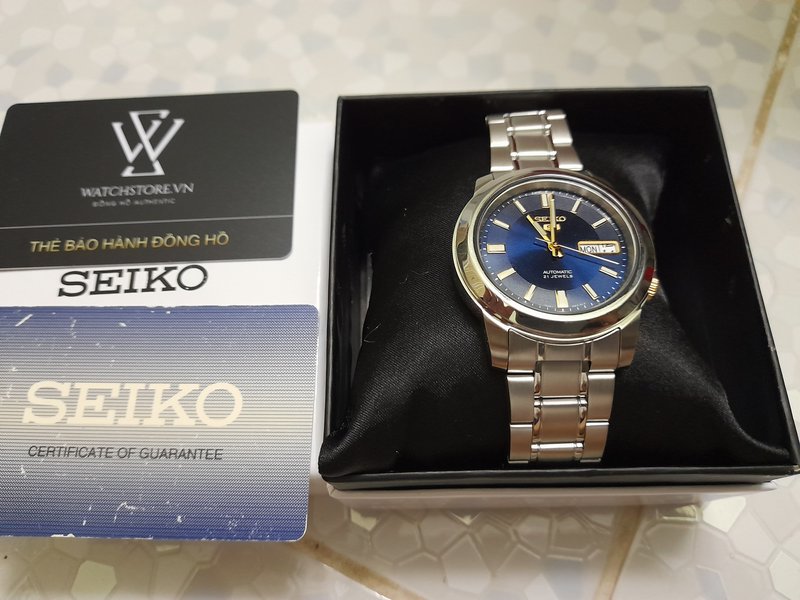 WATCHSTORE.VN
ĐỒNG HỒ AUTHENTIC
THẺ BẢO HÀNH ĐỒNG HỒ
SEIKO
SEIKO
CERTIFICATE OF GUARANTEE
SEIKO
5
MON
AUTOMATIC
21 JEWELS